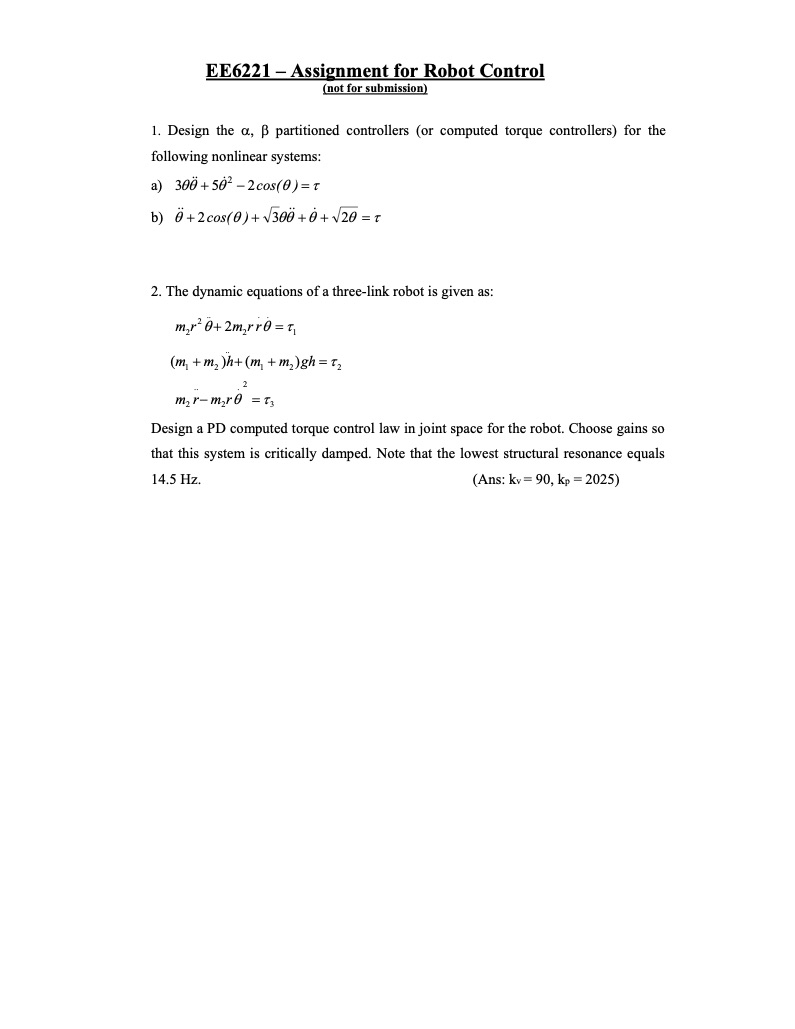 EE6221 – Assignment for Robot Control
(not for submission)
1. Design the α, β partitioned controllers (or computed torque controllers) for the
following nonlinear systems:
a) 3θθ̈ + 5θ̇² − 2cos(θ) = τ
b) θ̈ + 2cos(θ) + √3θθ̈ + θ̇ + √2θ = τ
2. The dynamic equations of a three-link robot is given as:
m₂r² θ̈ + 2m₂rṙθ̇ = τ₁
(m₁ + m₂)ḧ + (m₁ + m₂)gh = τ₂
m₂ r̈ − m₂rθ̇² = τ₃
Design a PD computed torque control law in joint space for the robot. Choose gains so
that this system is critically damped. Note that the lowest structural resonance equals
14.5 Hz. (Ans: kᵥ = 90, kₚ = 2025)